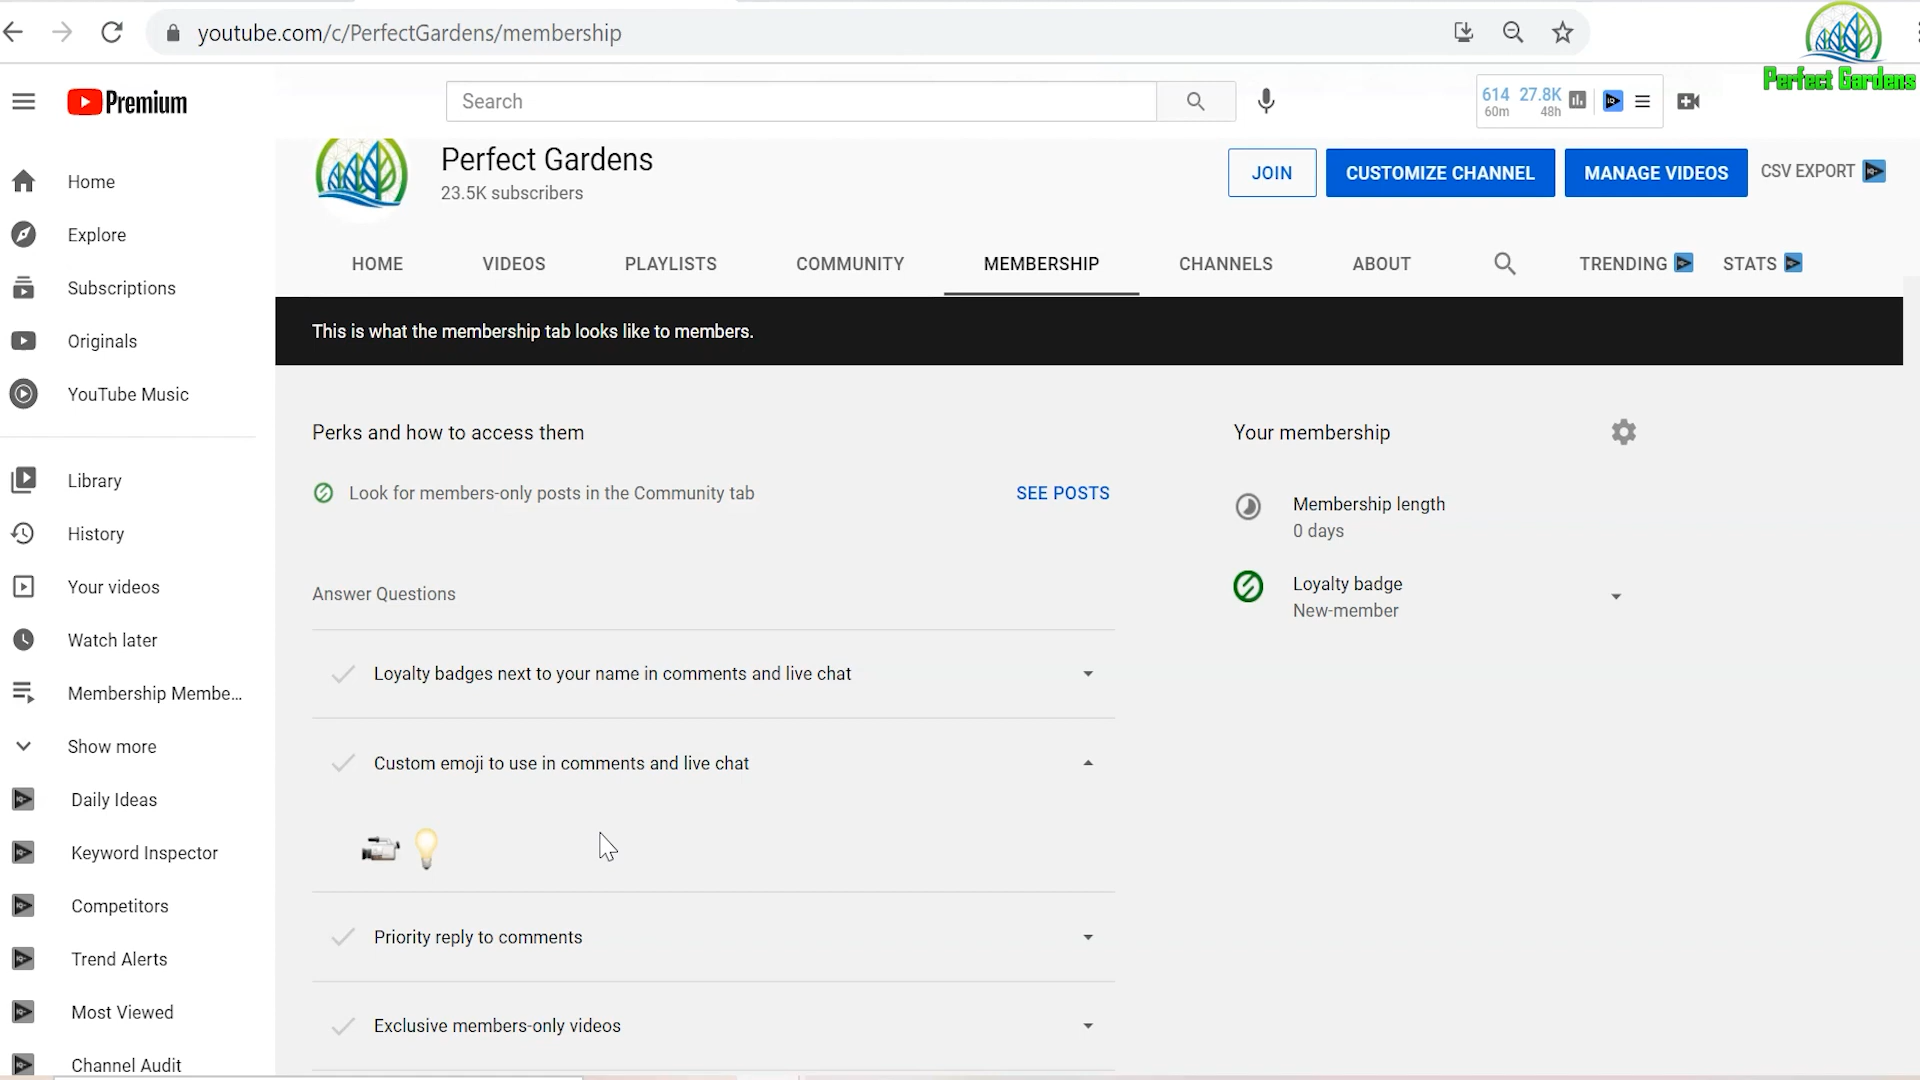 youtube.com/c/PerfectGardens/membership
Perfect Gardens
Premium
Search
614 27.8K
60m 48h
Perfect Gardens
23.5K subscribers
JOIN
CUSTOMIZE CHANNEL
MANAGE VIDEOS
CSV EXPORT
HOME
VIDEOS
PLAYLISTS
COMMUNITY
MEMBERSHIP
CHANNELS
ABOUT
TRENDING
STATS
This is what the membership tab looks like to members.
Home
Explore
Subscriptions
Originals
YouTube Music
Library
History
Your videos
Watch later
Membership Membe...
Show more
Daily Ideas
Keyword Inspector
Competitors
Trend Alerts
Most Viewed
Channel Audit
Perks and how to access them
Look for members-only posts in the Community tab
SEE POSTS
Answer Questions
Loyalty badges next to your name in comments and live chat
Custom emoji to use in comments and live chat
Priority reply to comments
Exclusive members-only videos
Your membership
Membership length
0 days
Loyalty badge
New-member